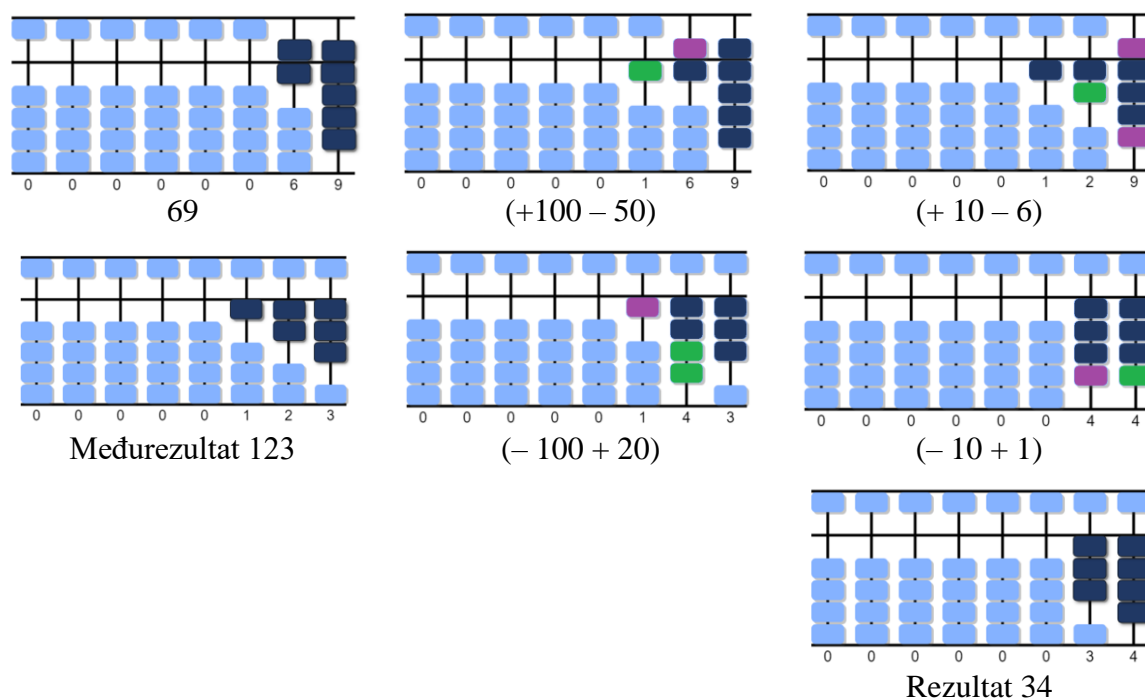 0 0 0 0 0 0 6 9
69
0 0 0 0 0 1 6 9
(+100 – 50)
0 0 0 0 0 1 2 9
(+ 10 – 6)
0 0 0 0 0 1 2 3
Međurezultat 123
0 0 0 0 0 1 4 3
(– 100 + 20)
0 0 0 0 0 0 4 4
(– 10 + 1)
0 0 0 0 0 0 3 4
Rezultat 34